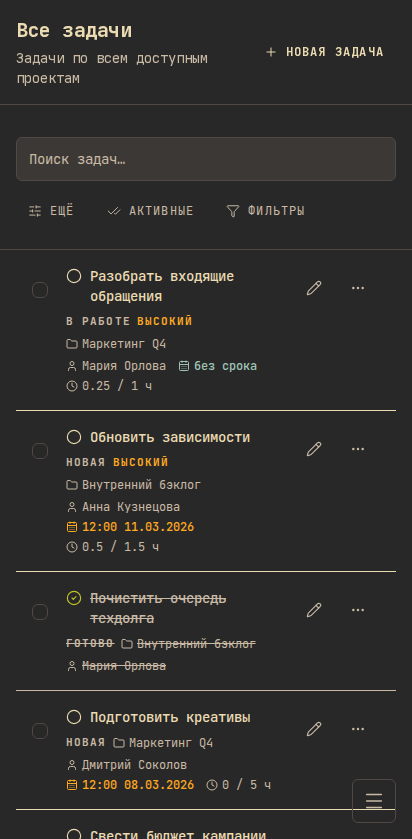 Все задачи
Задачи по всем доступным
проектам
+ НОВАЯ ЗАДАЧА
Поиск задач…
ЕЩЁ
АКТИВНЫЕ
ФИЛЬТРЫ
Разобрать входящие
обращения
В РАБОТЕ ВЫСОКИЙ
Маркетинг Q4
Мария Орлова без срока
0.25 / 1 ч
Обновить зависимости
НОВАЯ ВЫСОКИЙ
Внутренний бэклог
Анна Кузнецова
12:00 11.03.2026
0.5 / 1.5 ч
Почистить очередь
техдолга
ГОТОВО Внутренний бэклог
Мария Орлова
Подготовить креативы
НОВАЯ Маркетинг Q4
Дмитрий Соколов
12:00 08.03.2026 0 / 5 ч
Свести бюджет кампании